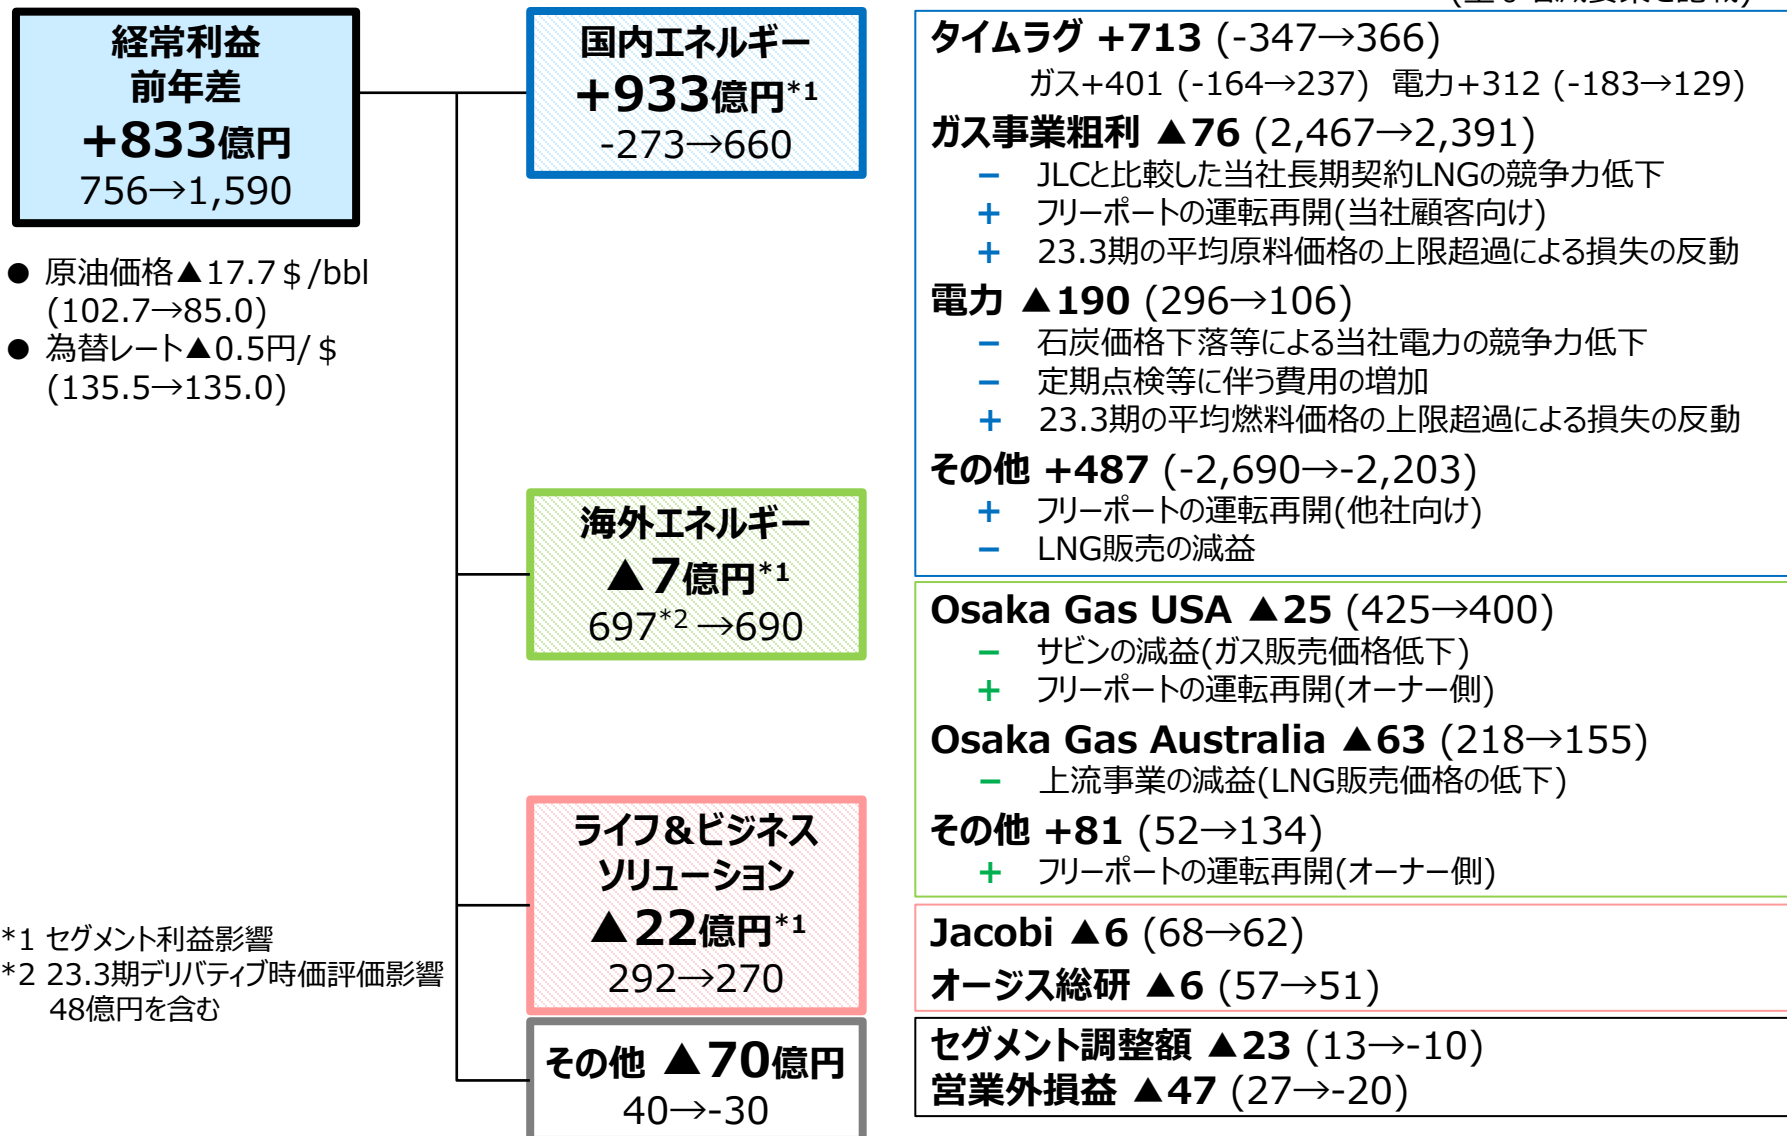 経常利益
前年差
+833億円
756→1,590
● 原油価格▲17.7＄/bbl
(102.7→85.0)
● 為替レート▲0.5円/＄
(135.5→135.0)
*1 セグメント利益影響
*2 23.3期デリバティブ時価評価影響
48億円を含む
国内エネルギー
+933億円*1
-273→660
海外エネルギー
▲7億円*1
697*2→690
ライフ&ビジネス
ソリューション
▲22億円*1
292→270
その他 ▲70億円
40→-30
タイムラグ +713 (-347→366)
ガス+401 (-164→237) 電力+312 (-183→129)
ガス事業粗利 ▲76 (2,467→2,391)
− JLCと比較した当社長期契約LNGの競争力低下
+ フリーポートの運転再開(当社顧客向け)
+ 23.3期の平均原料価格の上限超過による損失の反動
電力 ▲190 (296→106)
− 石炭価格下落等による当社電力の競争力低下
− 定期点検等に伴う費用の増加
+ 23.3期の平均燃料価格の上限超過による損失の反動
その他 +487 (-2,690→-2,203)
+ フリーポートの運転再開(他社向け)
− LNG販売の減益
Osaka Gas USA ▲25 (425→400)
− サビンの減益(ガス販売価格低下)
+ フリーポートの運転再開(オーナー側)
Osaka Gas Australia ▲63 (218→155)
− 上流事業の減益(LNG販売価格の低下)
その他 +81 (52→134)
+ フリーポートの運転再開(オーナー側)
Jacobi ▲6 (68→62)
オージス総研 ▲6 (57→51)
セグメント調整額 ▲23 (13→-10)
営業外損益 ▲47 (27→-20)